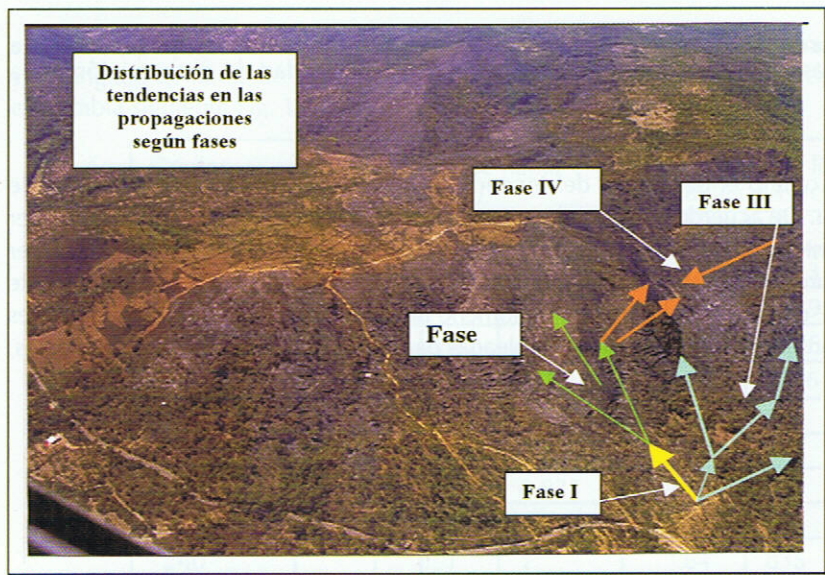 Distribución de las
tendencias en las
propagaciones
según fases
Fase IV
Fase III
Fase
Fase I